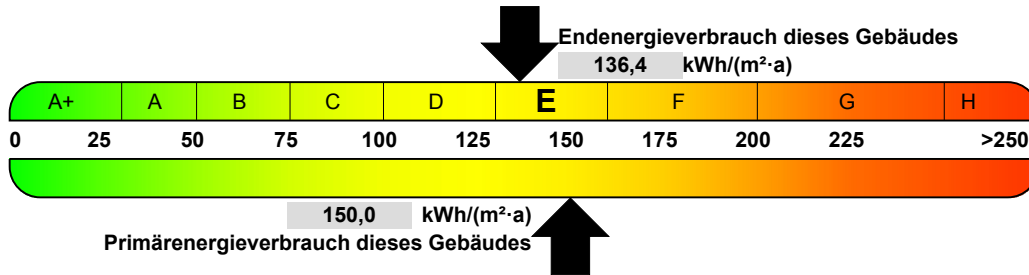 Endenergieverbrauch dieses Gebäudes
136,4 kWh/(m²·a)
A+ A B C D E F G H
0 25 50 75 100 125 150 175 200 225 >250
150,0 kWh/(m²·a)
Primärenergieverbrauch dieses Gebäudes